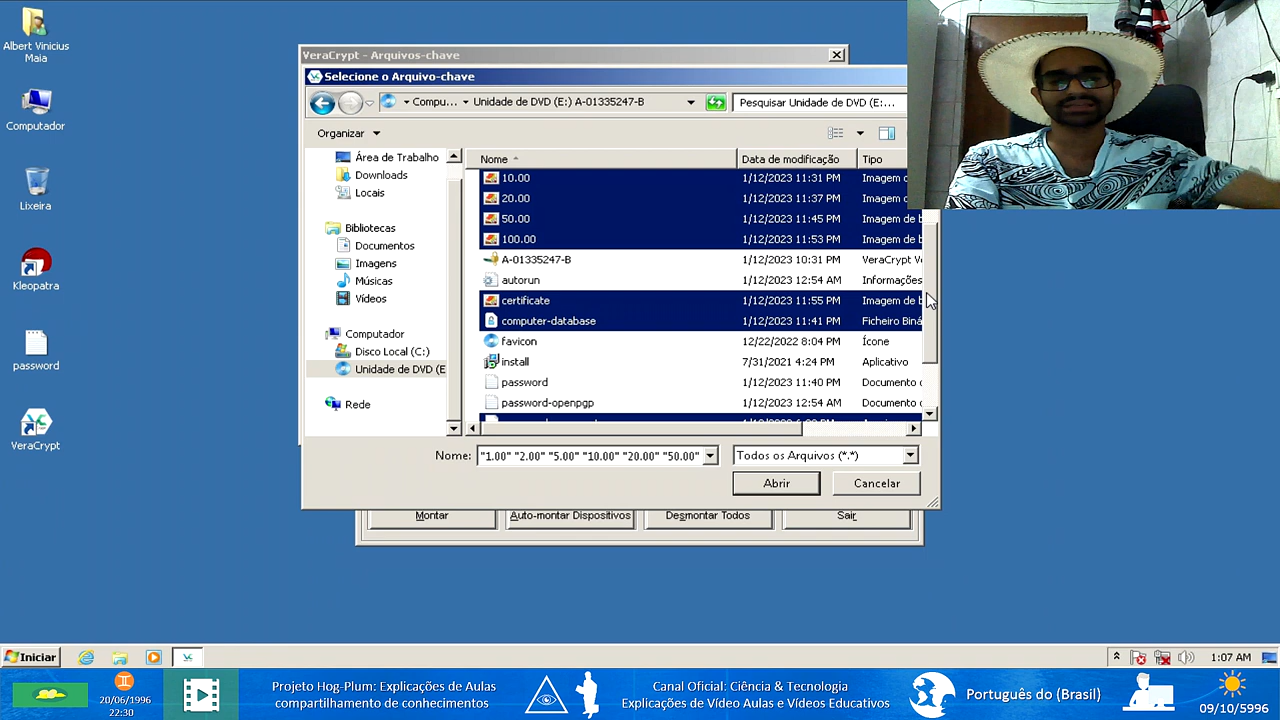 Albert Vinicius
Maia
Computador
Lixeira
Kleopatra
password
VeraCrypt
VeraCrypt - Arquivos-chave
Selecione o Arquivo-chave
Compu... Unidade de DVD (E:) A-01335247-B
Pesquisar Unidade de DVD (E:...
Organizar
Área de Trabalho
Downloads
Locais
Bibliotecas
Documentos
Imagens
Músicas
Vídeos
Computador
Disco Local (C:)
Unidade de DVD (E
Rede
Nome Data de modificação Tipo
10.00 1/12/2023 11:31 PM Imagem de b
20.00 1/12/2023 11:37 PM Imagem de b
50.00 1/12/2023 11:45 PM Imagem de b
100.00 1/12/2023 11:53 PM Imagem de b
A-01335247-B 1/12/2023 10:31 PM VeraCrypt V
autorun 1/12/2023 12:54 AM Informações
certificate 1/12/2023 11:55 PM Imagem de b
computer-database 1/12/2023 11:41 PM Ficheiro Biná
favicon 12/22/2022 8:04 PM Ícone
install 7/31/2021 4:24 PM Aplicativo
password 1/12/2023 11:40 PM Documento d
password-openpgp 1/12/2023 12:54 AM Documento d
Nome: "1.00" "2.00" "5.00" "10.00" "20.00" "50.00"
Todos os Arquivos (*.*)
Abrir Cancelar
Montar Auto-montar Dispositivos Desmontar Todos Sair
Iniciar
1:07 AM
20/06/1996
22:30
Projeto Hog-Plum: Explicações de Aulas
compartilhamento de conhecimentos
Canal Oficial: Ciência & Tecnologia
Explicações de Vídeo Aulas e Vídeos Educativos
Português do (Brasil)
09/10/5996